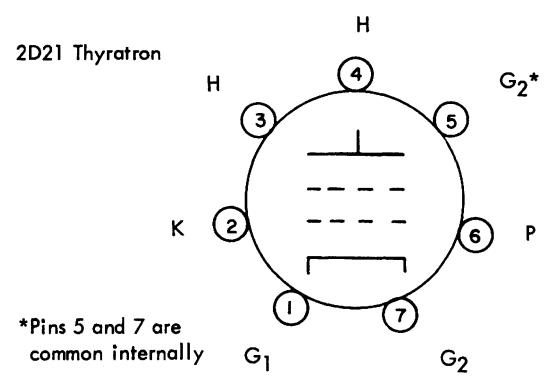 H
2D21 Thyratron
H
G2*
4
3
5
K
2
6
P
1
7
*Pins 5 and 7 are
common internally
G1
G2